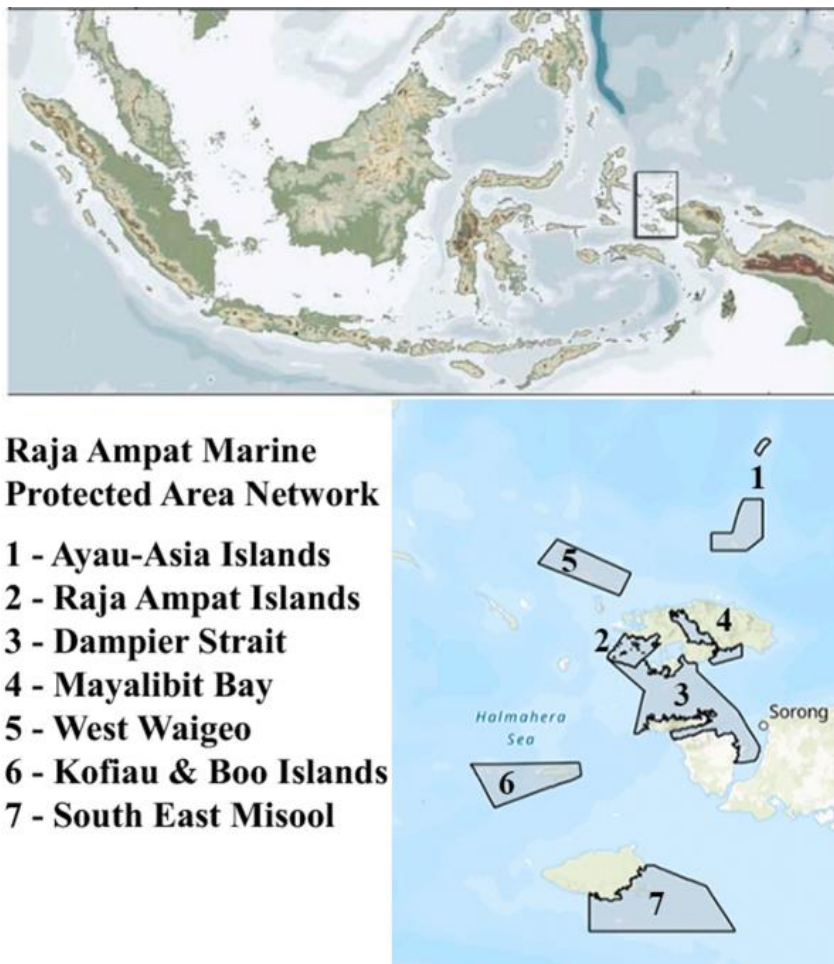 Raja Ampat Marine
Protected Area Network
1 - Ayau-Asia Islands
2 - Raja Ampat Islands
3 - Dampier Strait
4 - Mayalibit Bay
5 - West Waigeo
6 - Kofiau & Boo Islands
7 - South East Misool
1
5
4
2
3
Sorong
Halmahera
Sea
6
7